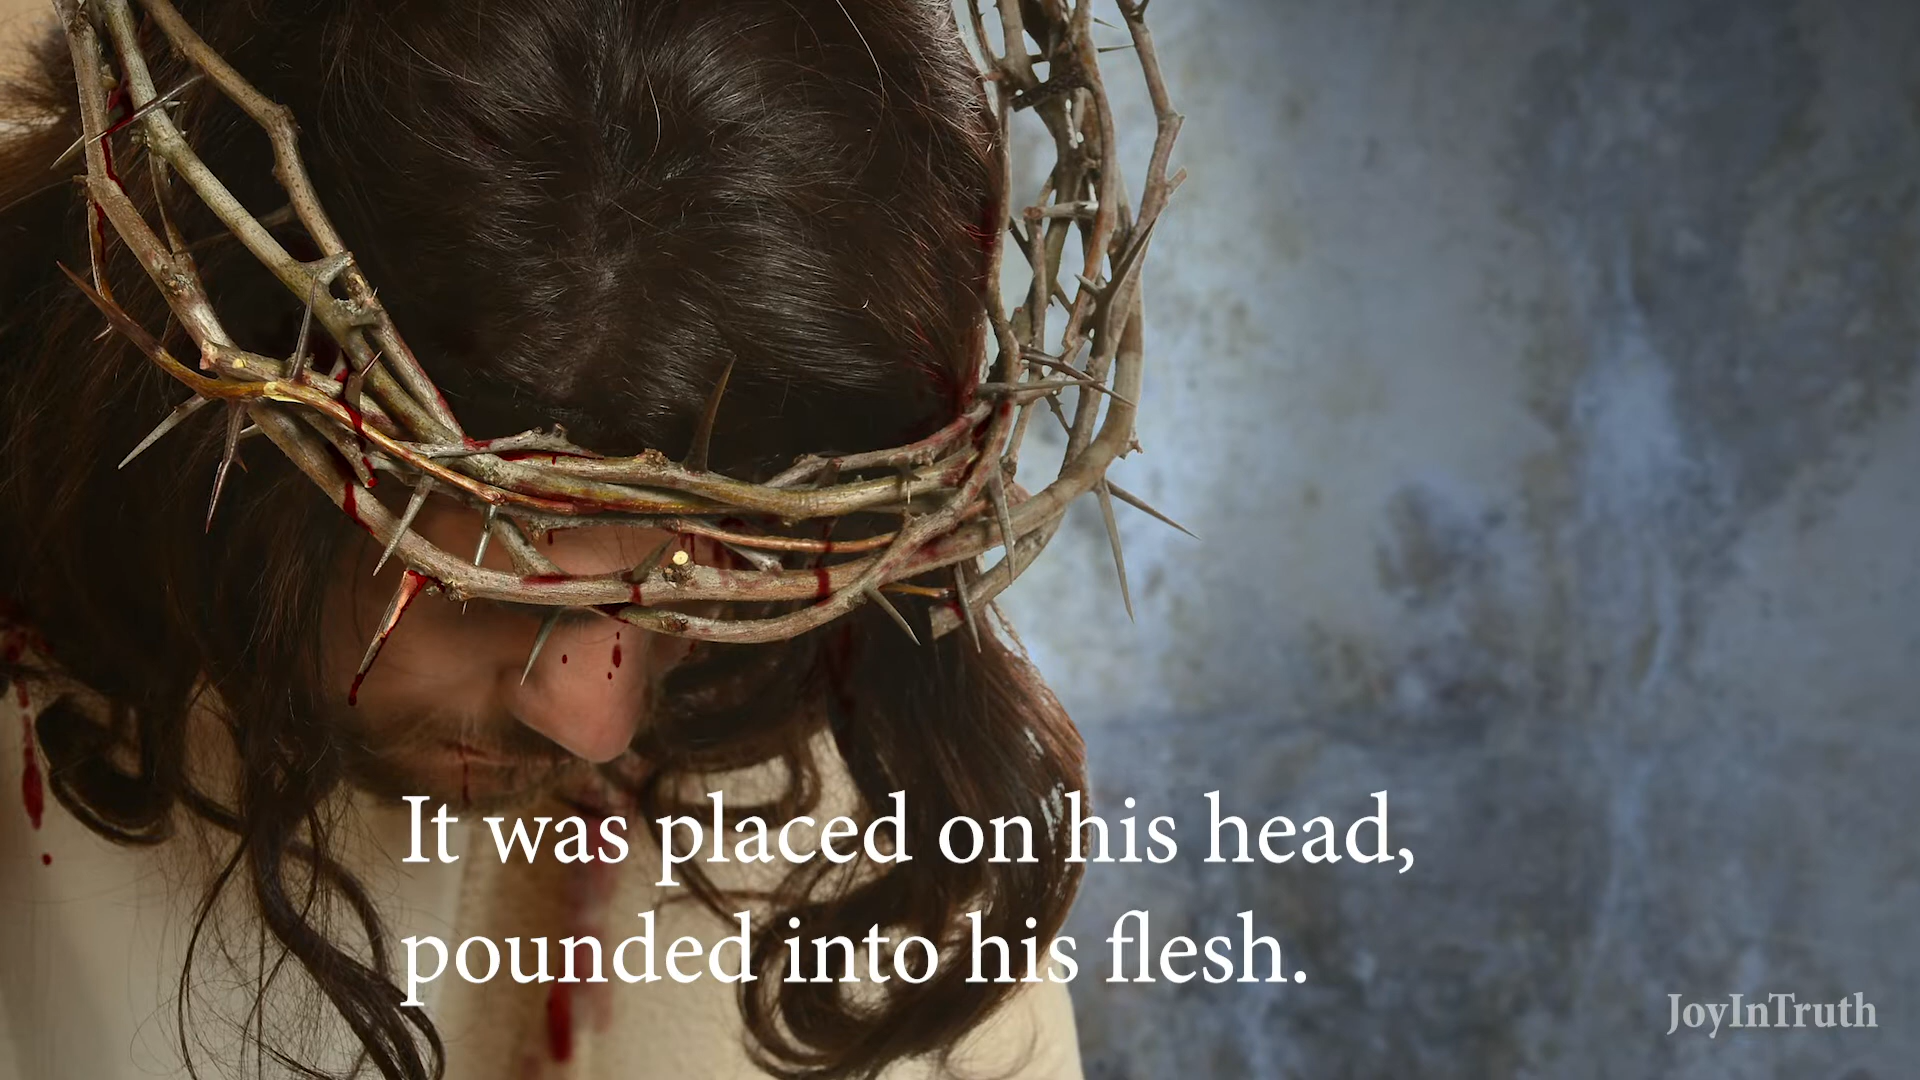 It was placed on his head,
pounded into his flesh.
JoyInTruth